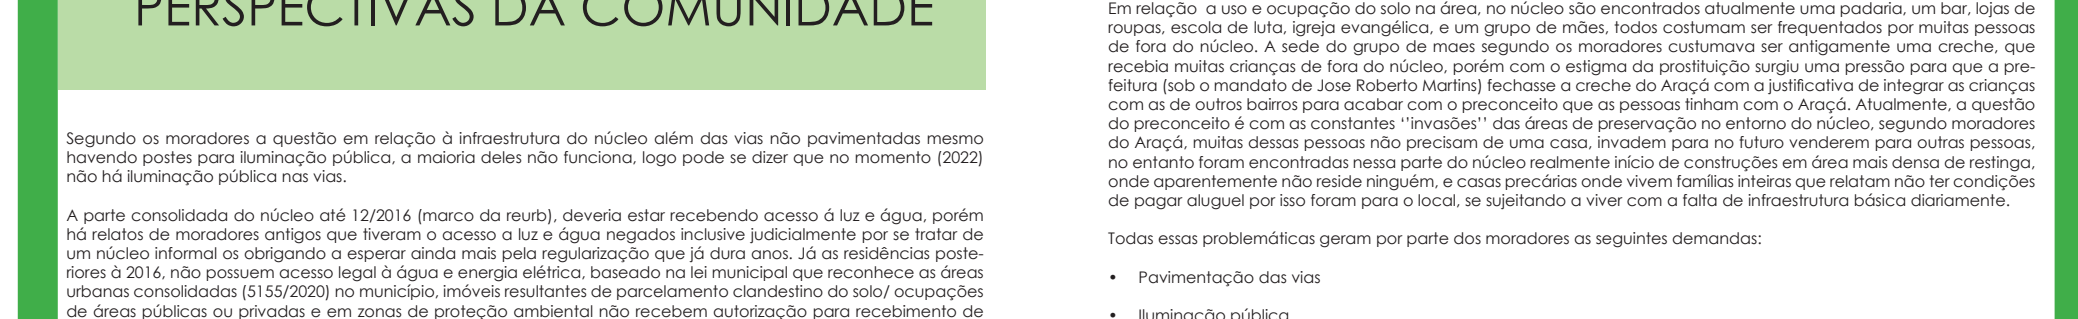 PERSPECTIVAS DA COMUNIDADE
Segundo os moradores a questão em relação à infraestrutura do núcleo além das vias não pavimentadas mesmo
havendo postes para iluminação pública, a maioria deles não funciona, logo pode se dizer que no momento (2022)
não há iluminação pública nas vias.
A parte consolidada do núcleo até 12/2016 (marco da reurb), deveria estar recebendo acesso á luz e água, porém
há relatos de moradores antigos que tiveram o acesso a luz e água negados inclusive judicialmente por se tratar de
um núcleo informal os obrigando a esperar ainda mais pela regularização que já dura anos. Já as residências poste-
riores à 2016, não possuem acesso legal à água e energia elétrica, baseado na lei municipal que reconhece as áreas
urbanas consolidadas (5155/2020) no município, imóveis resultantes de parcelamento clandestino do solo/ ocupações
de áreas públicas ou privadas e em zonas de proteção ambiental não recebem autorização para recebimento de
Em relação  a uso e ocupação do solo na área, no núcleo são encontrados atualmente uma padaria, um bar, lojas de
roupas, escola de luta, igreja evangélica, e um grupo de mães, todos costumam ser frequentados por muitas pessoas
de fora do núcleo. A sede do grupo de maes segundo os moradores custumava ser antigamente uma creche, que
recebia muitas crianças de fora do núcleo, porém com o estigma da prostituição surgiu uma pressão para que a pre-
feitura (sob o mandato de Jose Roberto Martins) fechasse a creche do Araçá com a justificativa de integrar as crianças
com as de outros bairros para acabar com o preconceito que as pessoas tinham com o Araçá. Atualmente, a questão
do preconceito é com as constantes ‘’invasões’’ das áreas de preservação no entorno do núcleo, segundo moradores
do Araçá, muitas dessas pessoas não precisam de uma casa, invadem para no futuro venderem para outras pessoas,
no entanto foram encontradas nessa parte do núcleo realmente início de construções em área mais densa de restinga,
onde aparentemente não reside ninguém, e casas precárias onde vivem famílias inteiras que relatam não ter condições
de pagar aluguel por isso foram para o local, se sujeitando a viver com a falta de infraestrutura básica diariamente.
Todas essas problemáticas geram por parte dos moradores as seguintes demandas:
• Pavimentação das vias
• Iluminação pública